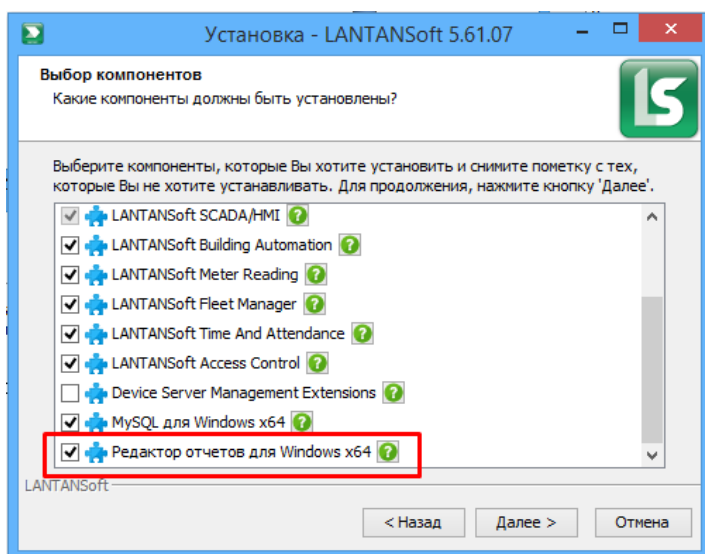 Установка - LANTANSoft 5.61.07
Выбор компонентов
Какие компоненты должны быть установлены?
LS
Выберите компоненты, которые Вы хотите установить и снимите пометку с тех,
которые Вы не хотите устанавливать. Для продолжения, нажмите кнопку 'Далее'.
LANTANSoft SCADA/HMI
LANTANSoft Building Automation
LANTANSoft Meter Reading
LANTANSoft Fleet Manager
LANTANSoft Time And Attendance
LANTANSoft Access Control
Device Server Management Extensions
MySQL для Windows x64
Редактор отчетов для Windows x64
LANTANSoft
< Назад Далее > Отмена